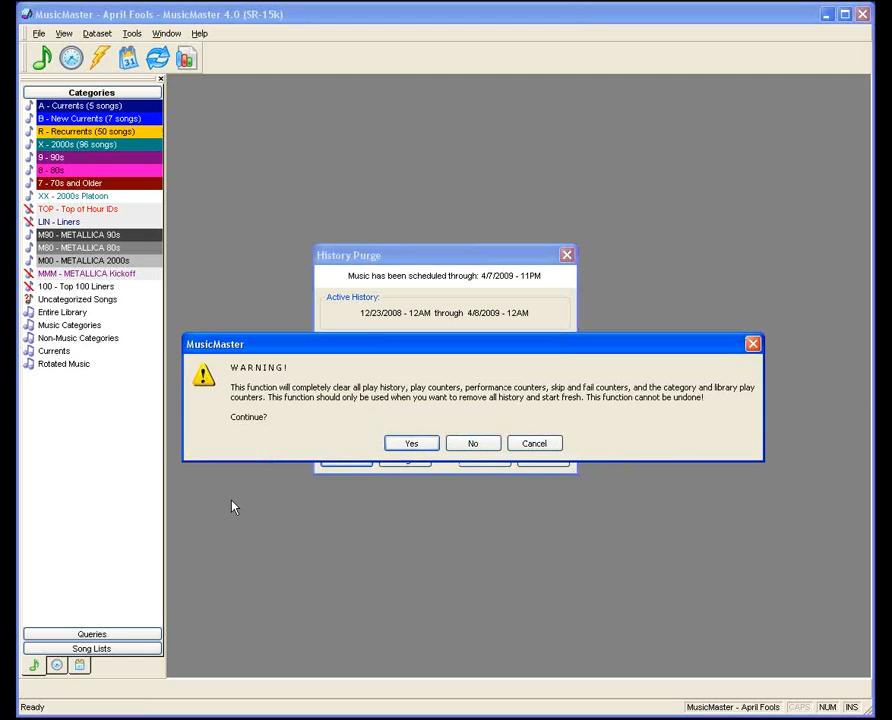 MusicMaster - April Fools - MusicMaster 4.0 (SR-15k)
File View Dataset Tools Window Help
31
Categories
A - Currents (5 songs)
B - New Currents (7 songs)
R - Recurrents (50 songs)
X - 2000s (96 songs)
9 - 90s
8 - 80s
7 - 70s and Older
XX - 2000s Platoon
TOP - Top of Hour IDs
LIN - Liners
M90 - METALLICA 90s
M80 - METALLICA 80s
M00 - METALLICA 2000s
MMM - METALLICA Kickoff
100 - Top 100 Liners
Uncategorized Songs
Entire Library
Music Categories
Non-Music Categories
Currents
Rotated Music
History Purge
Music has been scheduled through: 4/7/2009 - 11PM
Active History:
12/23/2008 - 12AM through 4/8/2009 - 12AM
MusicMaster
W A R N I N G !
This function will completely clear all play history, play counters, performance counters, skip and fail counters, and the category and library play
counters. This function should only be used when you want to remove all history and start fresh. This function cannot be undone!
Continue?
Yes No Cancel
Queries
Song Lists
Ready MusicMaster - April Fools CAPS NUM INS